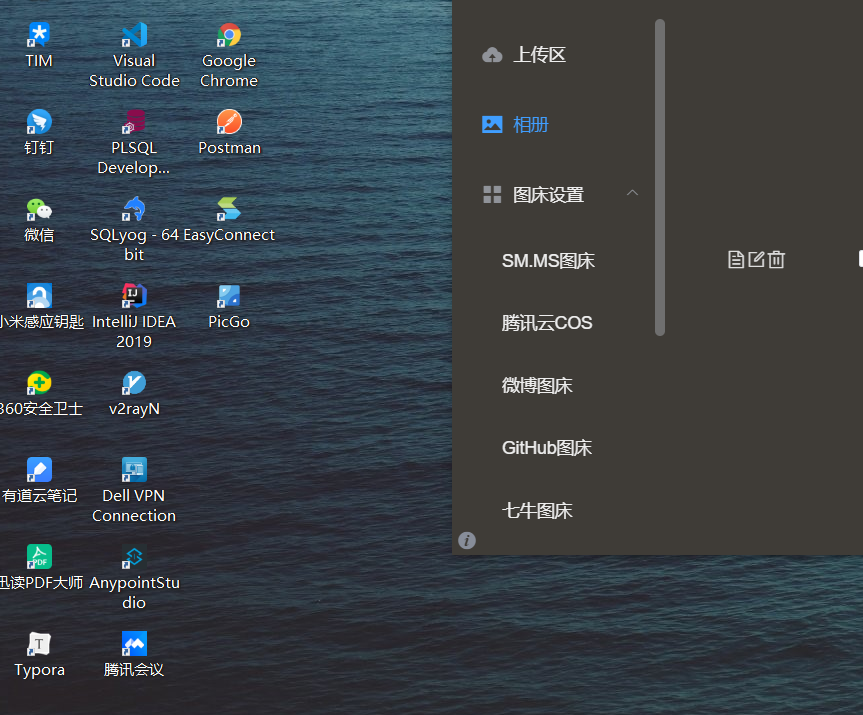 TIM
Visual
Studio Code
Google
Chrome
钉钉
PLSQL
Develop...
Postman
微信
SQLyog - 64
bit
EasyConnect
小米感应钥匙
IntelliJ IDEA
2019
PicGo
360安全卫士
v2rayN
有道云笔记
Dell VPN
Connection
迅读PDF大师
AnypointStu
dio
Typora
腾讯会议
上传区
相册
图床设置
SM.MS图床
腾讯云COS
微博图床
GitHub图床
七牛图床